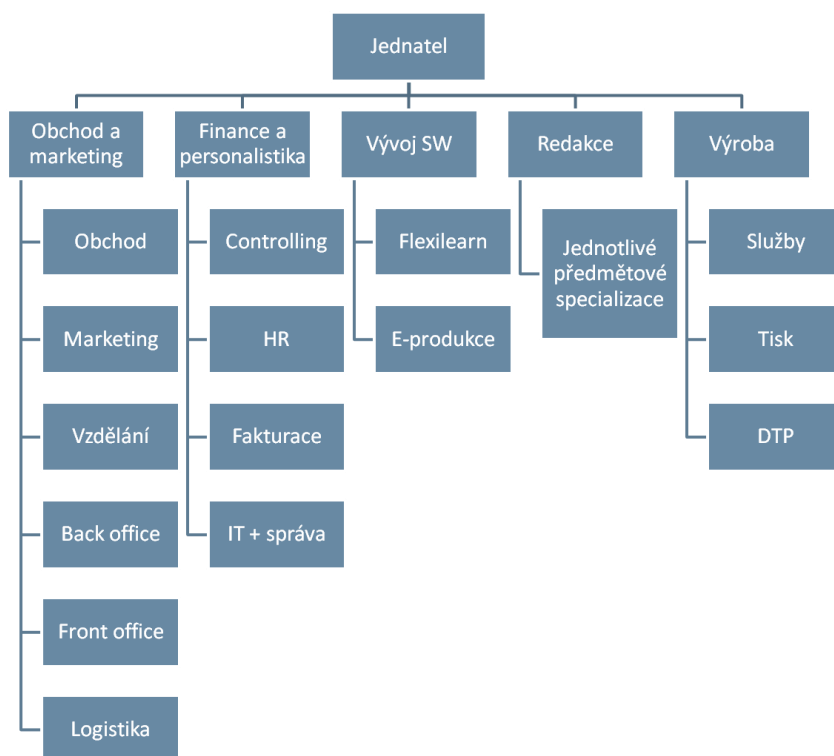 Jednatel
Obchod a
marketing
Finance a
personalistika
Vývoj SW
Redakce
Výroba
Obchod
Marketing
Vzdělání
Back office
Front office
Logistika
Controlling
HR
Fakturace
IT + správa
Flexilearn
E-produkce
Jednotlivé
předmětové
specializace
Služby
Tisk
DTP